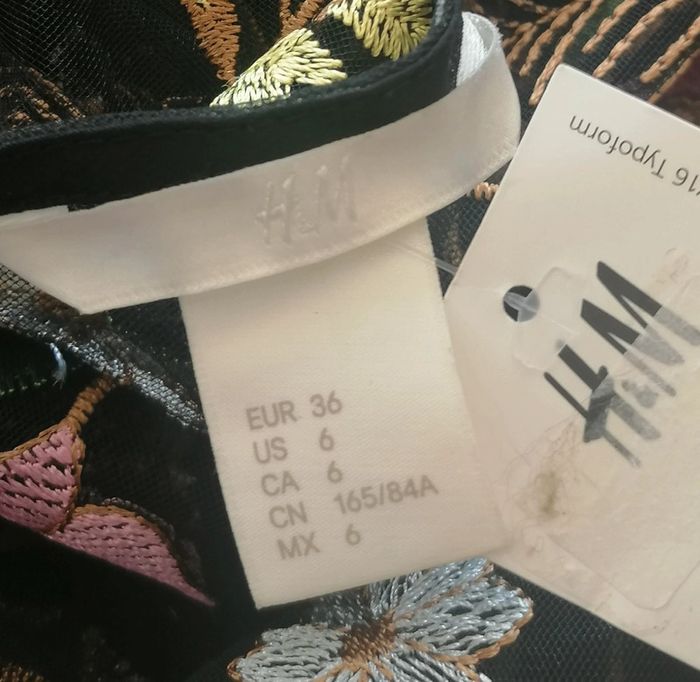 H&M
EUR 36
US 6
CA 6
CN 165/84A
MX 6
16 Typoform
H&M